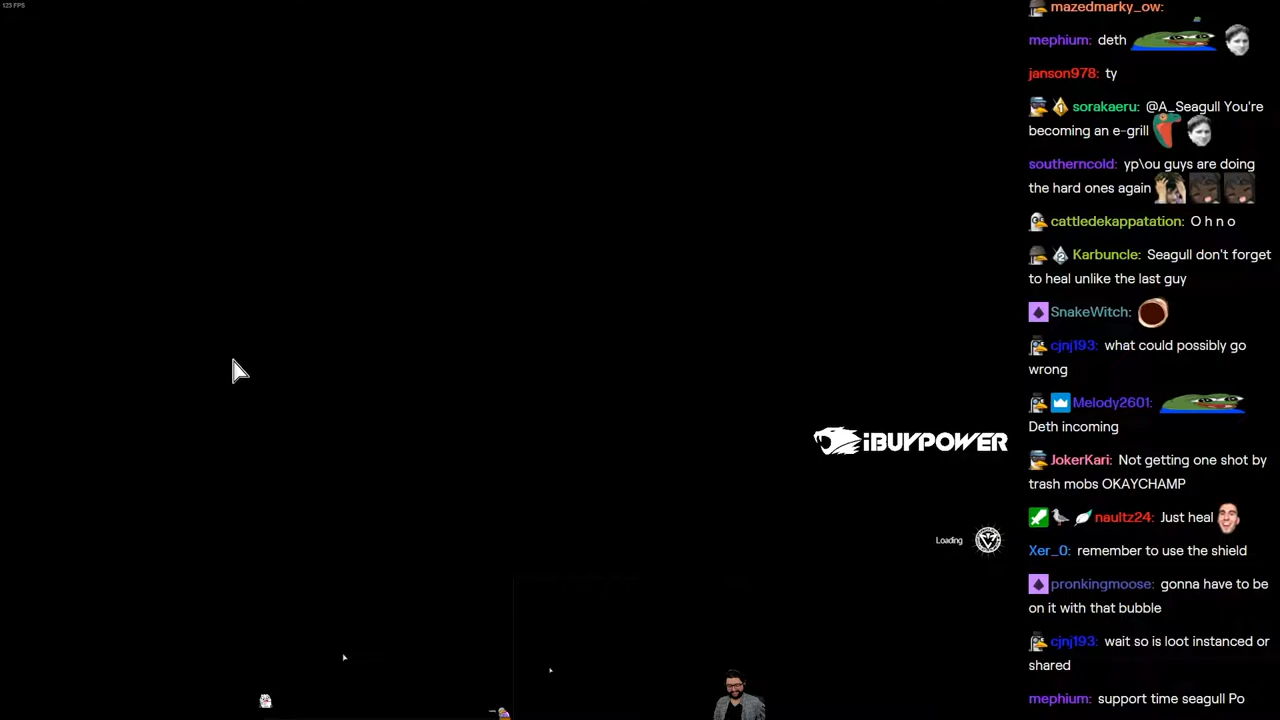 123 FPS
mazedmarky_ow:
mephium: deth
janson978: ty
sorakaeru: @A_Seagull You're
becoming an e-grill
southerncold: yp\ou guys are doing
the hard ones again
cattledekappatation: O h n o
Karbuncle: Seagull don't forget
to heal unlike the last guy
SnakeWitch:
cjnj193: what could possibly go
wrong
Melody2601:
Deth incoming
JokerKari: Not getting one shot by
trash mobs OKAYCHAMP
naultz24: Just heal
Xer_0: remember to use the shield
pronkingmoose: gonna have to be
on it with that bubble
cjnj193: wait so is loot instanced or
shared
mephium: support time seagull Po
iBUYPOWER
Loading